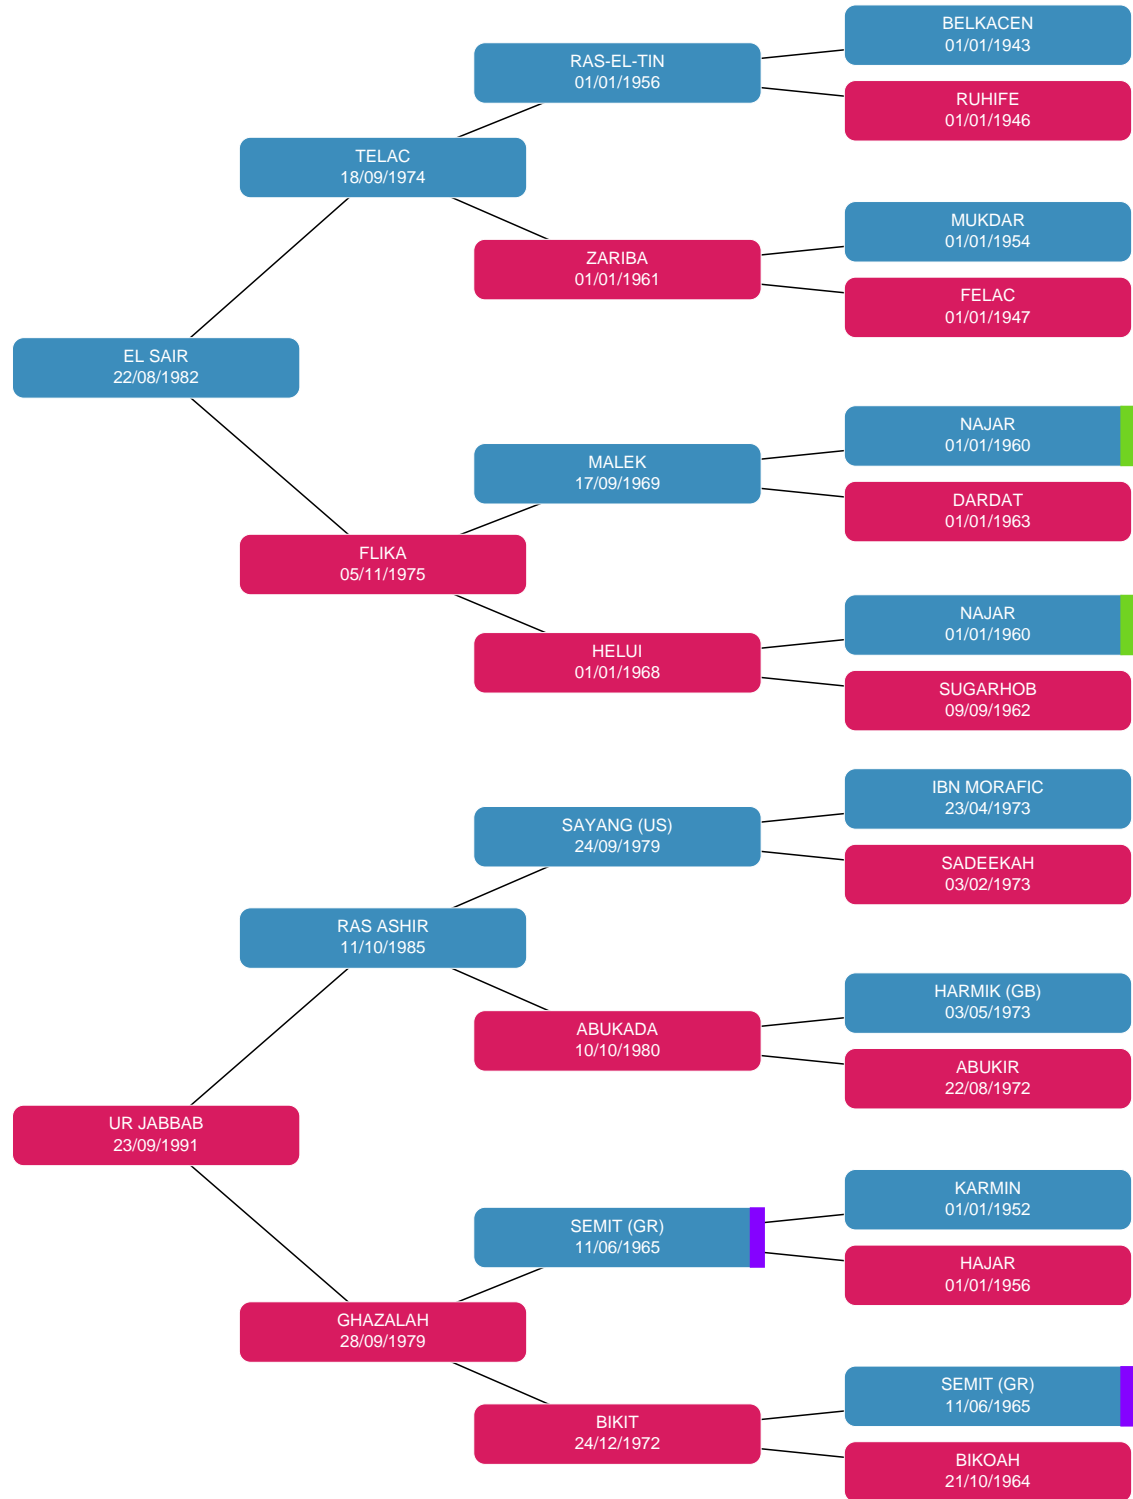 BELKACEN
01/01/1943
RAS-EL-TIN
01/01/1956
RUHIFE
01/01/1946
TELAC
18/09/1974
MUKDAR
01/01/1954
ZARIBA
01/01/1961
FELAC
01/01/1947
EL SAIR
22/08/1982
NAJAR
01/01/1960
MALEK
17/09/1969
DARDAT
01/01/1963
FLIKA
05/11/1975
NAJAR
01/01/1960
HELUI
01/01/1968
SUGARHOB
09/09/1962
IBN MORAFIC
23/04/1973
SAYANG (US)
24/09/1979
SADEEKAH
03/02/1973
RAS ASHIR
11/10/1985
HARMIK (GB)
03/05/1973
ABUKADA
10/10/1980
ABUKIR
22/08/1972
UR JABBAB
23/09/1991
KARMIN
01/01/1952
SEMIT (GR)
11/06/1965
HAJAR
01/01/1956
GHAZALAH
28/09/1979
SEMIT (GR)
11/06/1965
BIKIT
24/12/1972
BIKOAH
21/10/1964